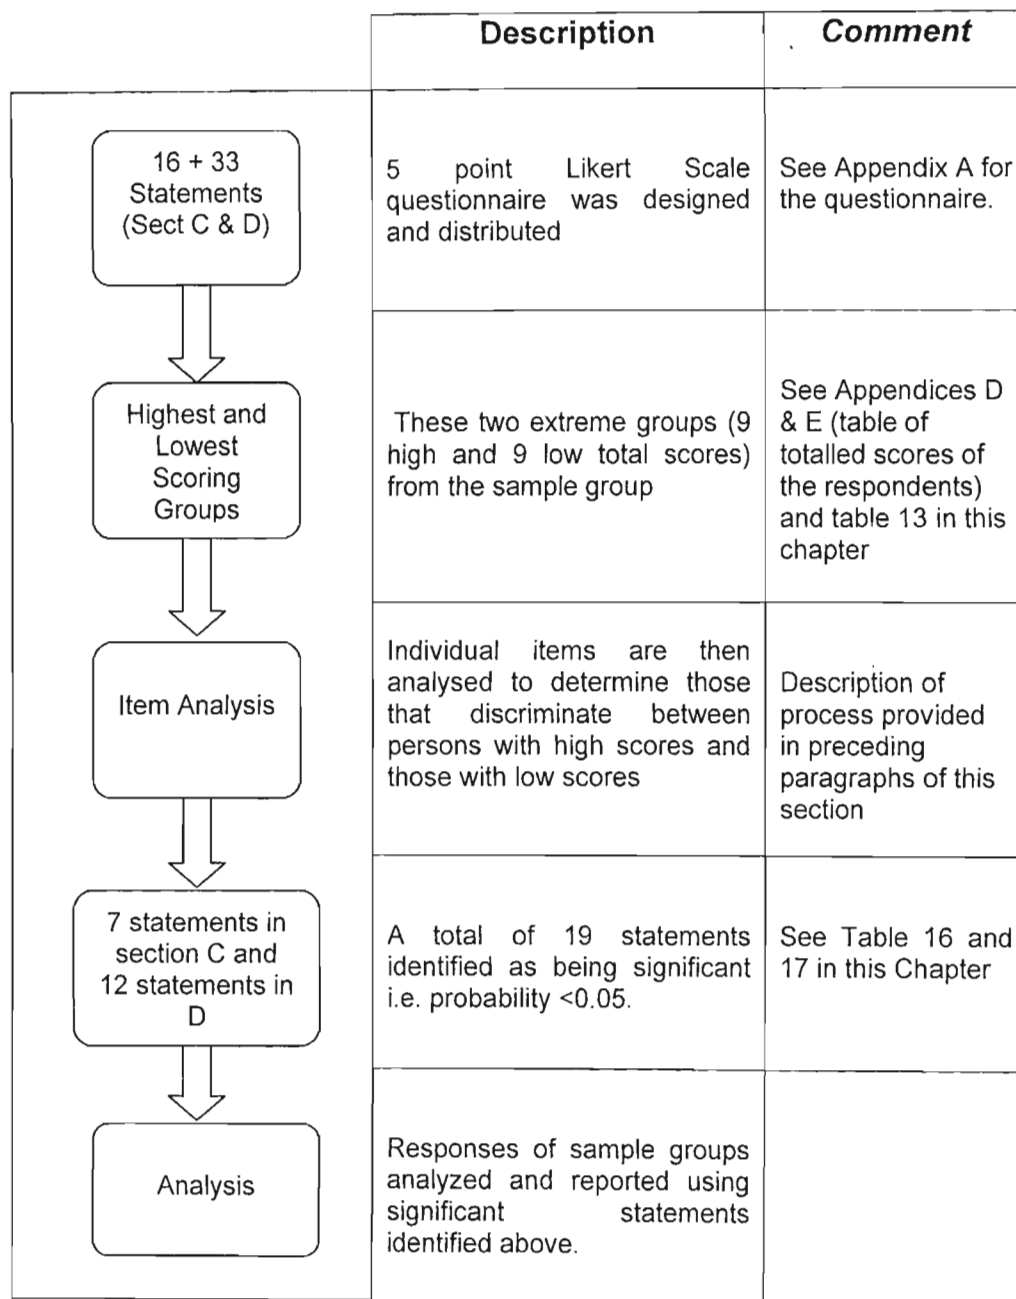 Description
Comment
16 + 33
Statements
(Sect C & D)
5 point Likert Scale
questionnaire was designed
and distributed
See Appendix A for
the questionnaire.
Highest and
Lowest
Scoring
Groups
These two extreme groups (9
high and 9 low total scores)
from the sample group
See Appendices D
& E (table of
totalled scores of
the respondents)
and table 13 in this
chapter
Item Analysis
Individual items are then
analysed to determine those
that discriminate between
persons with high scores and
those with low scores
Description of
process provided
in preceding
paragraphs of this
section
7 statements in
section C and
12 statements in
D
A total of 19 statements
identified as being significant
i.e. probability <0.05.
See Table 16 and
17 in this Chapter
Analysis
Responses of sample groups
analyzed and reported using
significant statements
identified above.